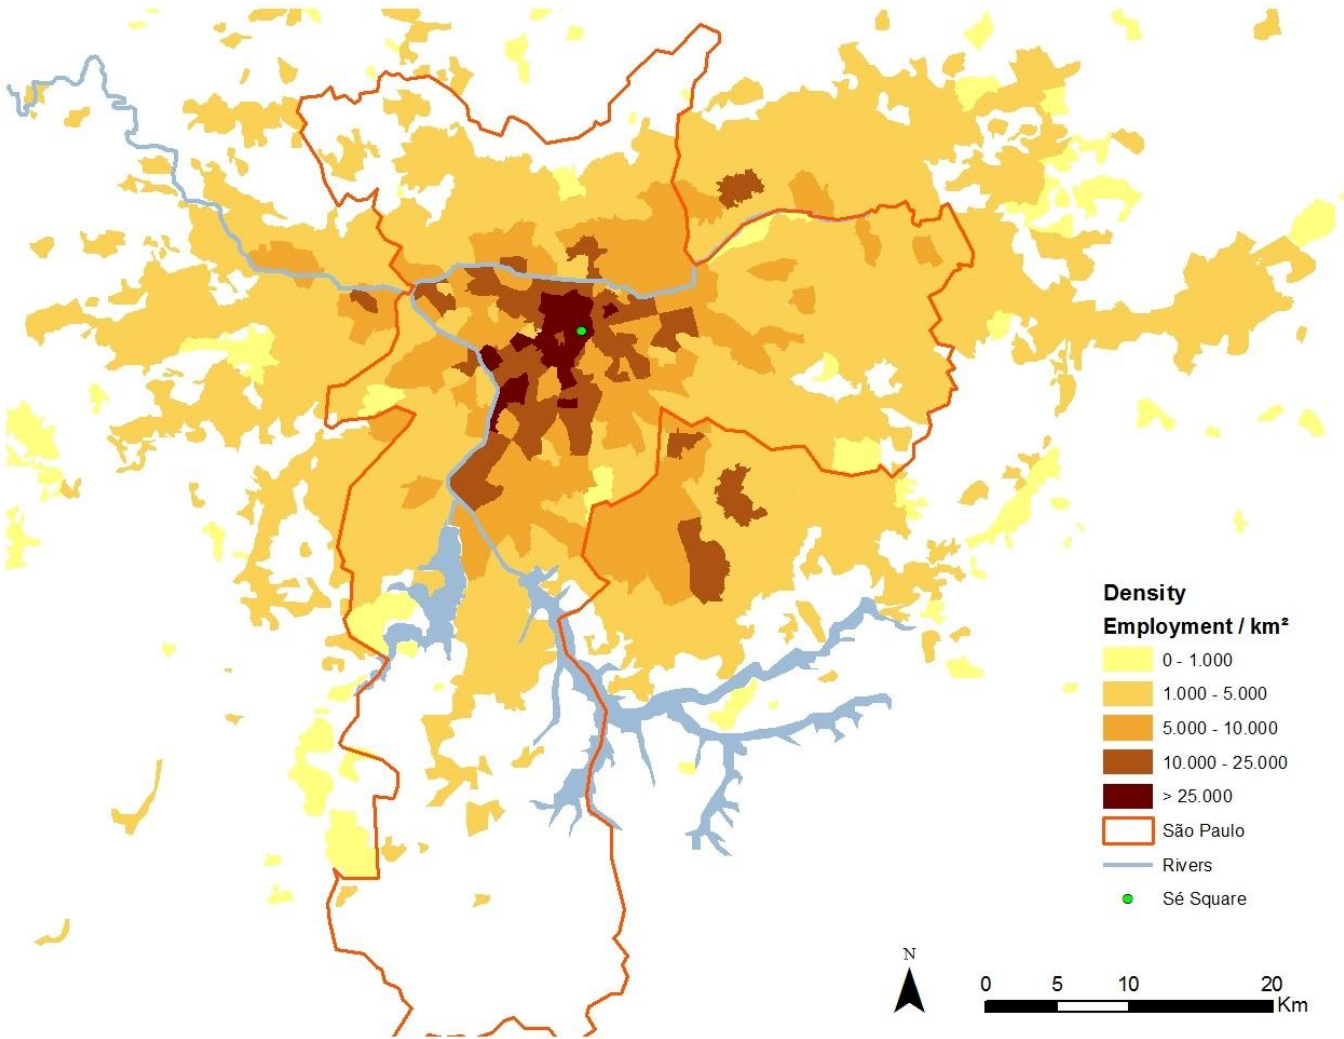 Density
Employment / km²
0 - 1.000
1.000 - 5.000
5.000 - 10.000
10.000 - 25.000
> 25.000
São Paulo
Rivers
Sé Square
N
0 5 10 20
Km